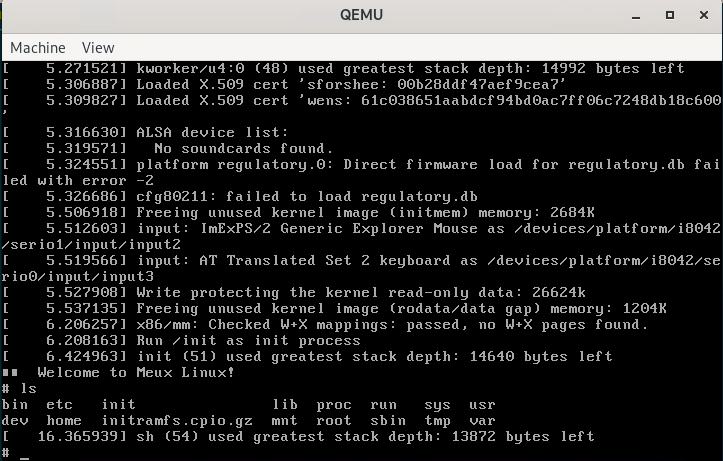 QEMU
Machine View
[    5.271521] kworker/u4:0 (48) used greatest stack depth: 14992 bytes left
[    5.306887] Loaded X.509 cert 'sforshee: 00b28ddf47aef9cea7'
[    5.309827] Loaded X.509 cert 'wens: 61c038651aabdcf94bd0ac7ff06c7248db18c600
'
[    5.316630] ALSA device list:
[    5.319571]   No soundcards found.
[    5.324551] platform regulatory.0: Direct firmware load for regulatory.db fai
led with error -2
[    5.326686] cfg80211: failed to load regulatory.db
[    5.506918] Freeing unused kernel image (initmem) memory: 2684K
[    5.512603] input: ImExPS/2 Generic Explorer Mouse as /devices/platform/i8042
/serio1/input/input2
[    5.519566] input: AT Translated Set 2 keyboard as /devices/platform/i8042/se
rio0/input/input3
[    5.527908] Write protecting the kernel read-only data: 26624k
[    5.537135] Freeing unused kernel image (rodata/data gap) memory: 1204K
[    6.206257] x86/mm: Checked W+X mappings: passed, no W+X pages found.
[    6.208163] Run /init as init process
[    6.424963] init (51) used greatest stack depth: 14640 bytes left
Welcome to Meux Linux!
# ls
bin  etc   init               lib  proc  run   sys  usr
dev  home  initramfs.cpio.gz  mnt  root  sbin  tmp  var
[   16.365939] sh (54) used greatest stack depth: 13872 bytes left
# _